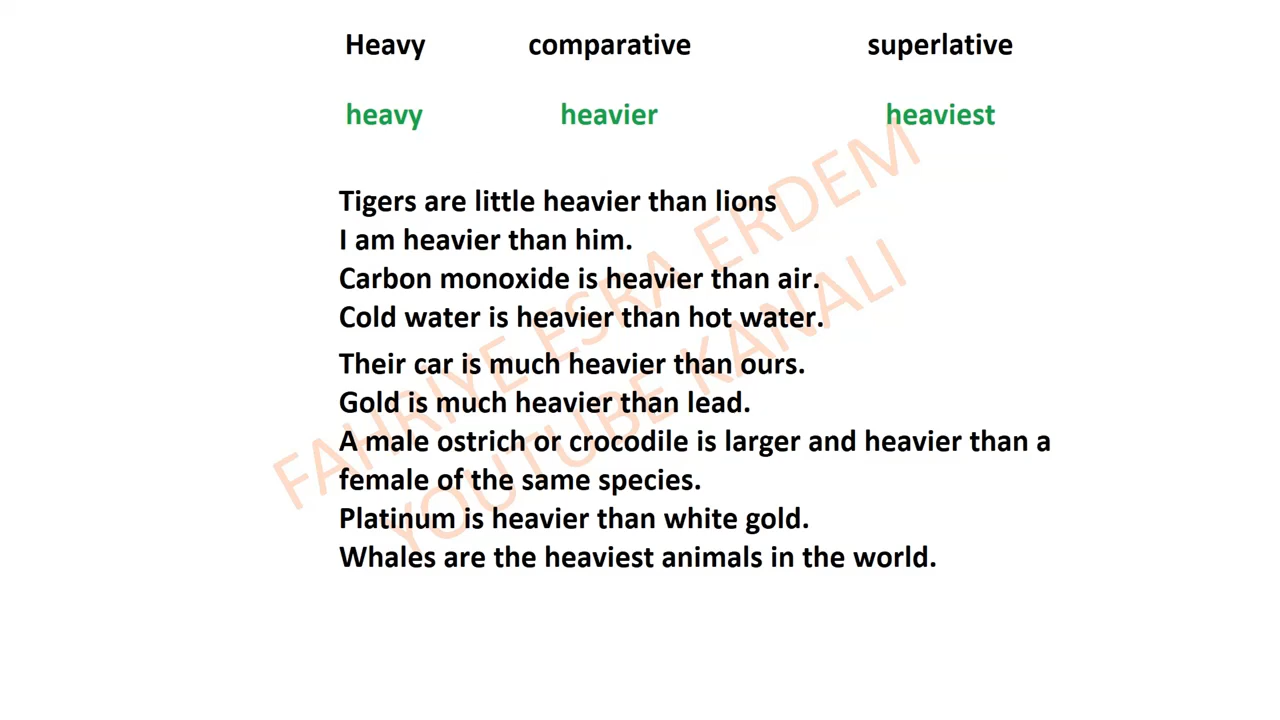 Heavy comparative superlative
heavy heavier heaviest
Tigers are little heavier than lions
I am heavier than him.
Carbon monoxide is heavier than air.
Cold water is heavier than hot water.
Their car is much heavier than ours.
Gold is much heavier than lead.
A male ostrich or crocodile is larger and heavier than a
female of the same species.
Platinum is heavier than white gold.
Whales are the heaviest animals in the world.
FAHRIYE ESRA ERDEM
YOUTUBE KANALI